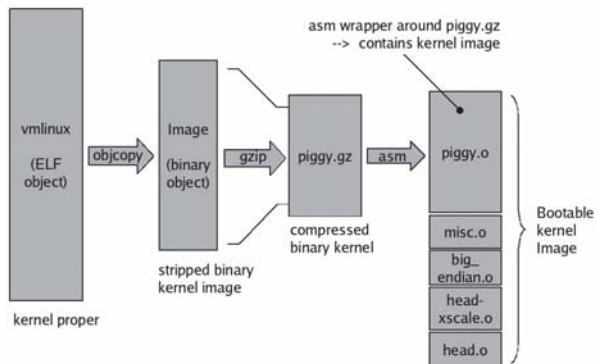 asm wrapper around piggy.gz
--> contains kernel image
vmlinux
(ELF
object)
objcopy
Image
(binary
object)
gzip
piggy.gz
asm
piggy.o
misc.o
big_
endian.o
head-
xscale.o
head.o
Bootable
kernel
Image
compressed
binary kernel
stripped binary
kernel image
kernel proper